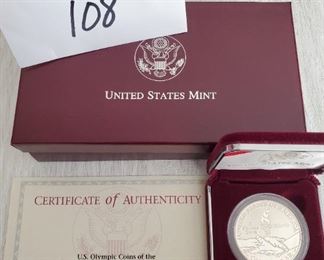 108
UNITED STATES MINT
CERTIFICATE of AUTHENTICITY
U.S. Olympic Coins of the